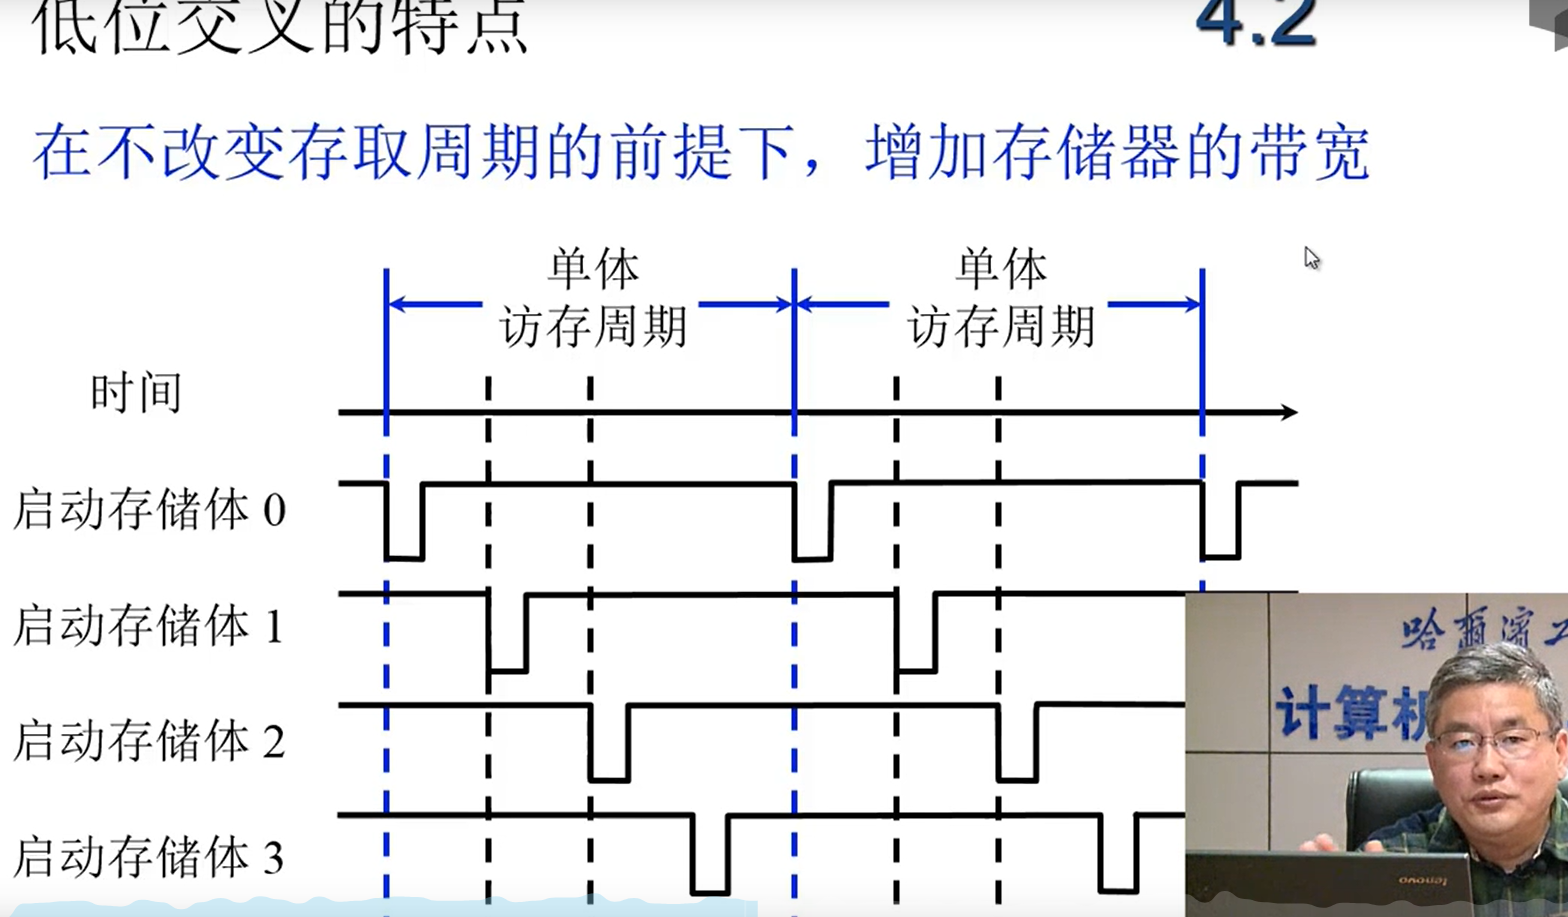 低位交叉的特点 4.2
在不改变存取周期的前提下，增加存储器的带宽
单体 单体
访存周期 访存周期
时间
启动存储体 0
启动存储体 1
启动存储体 2
启动存储体 3
哈爾濱工
计算机
lenovo